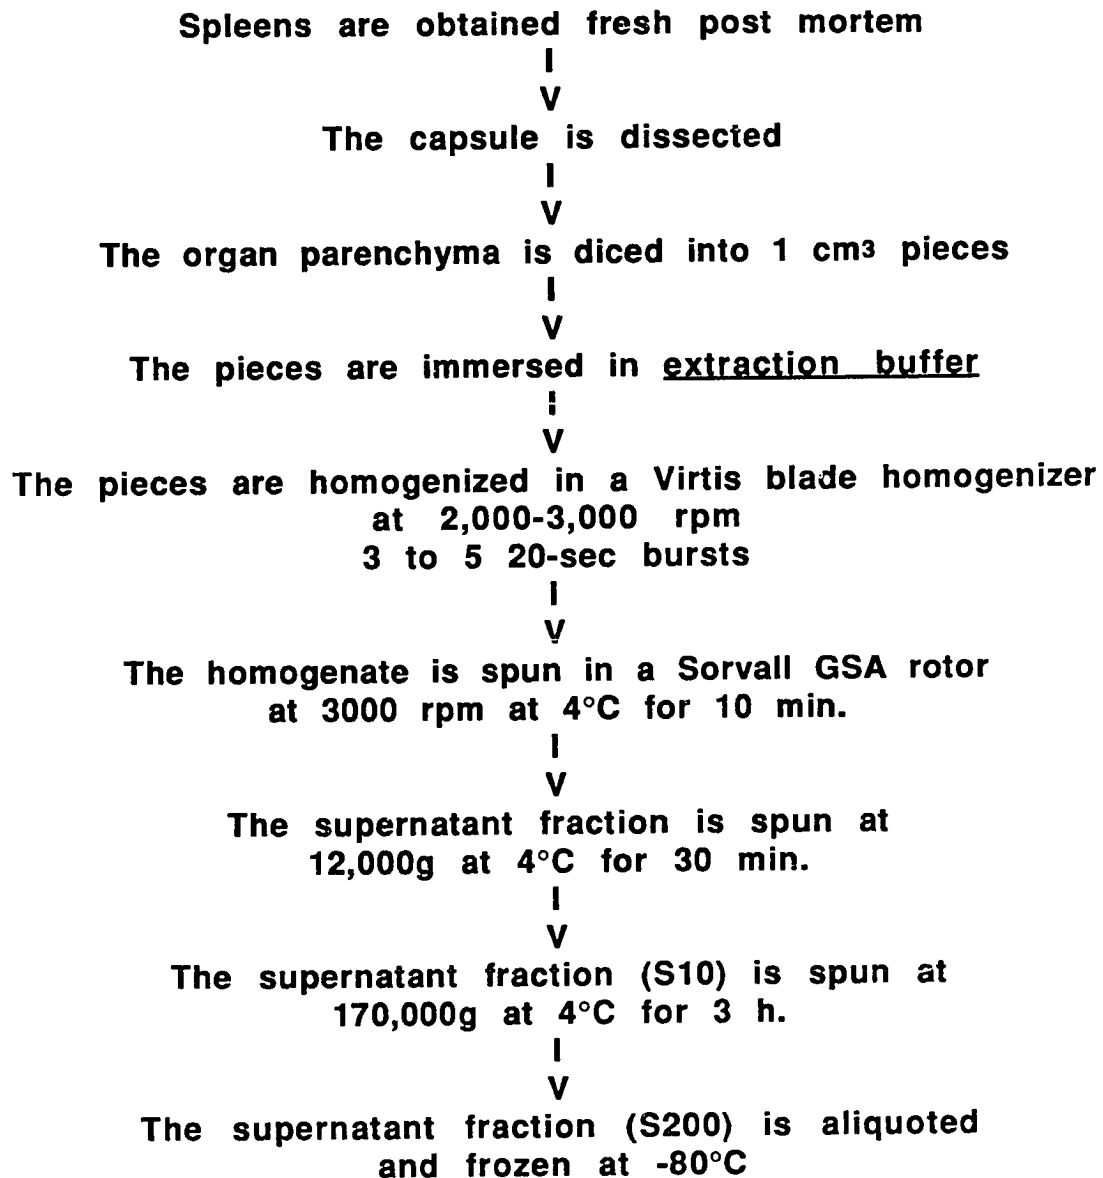 Spleens are obtained fresh post mortem
|
V
The capsule is dissected
|
V
The organ parenchyma is diced into 1 cm3 pieces
|
V
The pieces are immersed in extraction buffer
¦
V
The pieces are homogenized in a Virtis blade homogenizer
at 2,000-3,000 rpm
3 to 5 20-sec bursts
|
V
The homogenate is spun in a Sorvall GSA rotor
at 3000 rpm at 4°C for 10 min.
|
V
The supernatant fraction is spun at
12,000g at 4°C for 30 min.
|
V
The supernatant fraction (S10) is spun at
170,000g at 4°C for 3 h.
|
V
The supernatant fraction (S200) is aliquoted
and frozen at -80°C